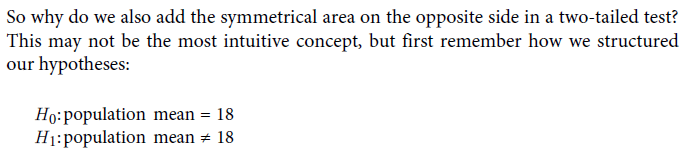 So why do we also add the symmetrical area on the opposite side in a two-tailed test?
This may not be the most intuitive concept, but first remember how we structured
our hypotheses:
H₀: population mean = 18
H₁: population mean ≠ 18